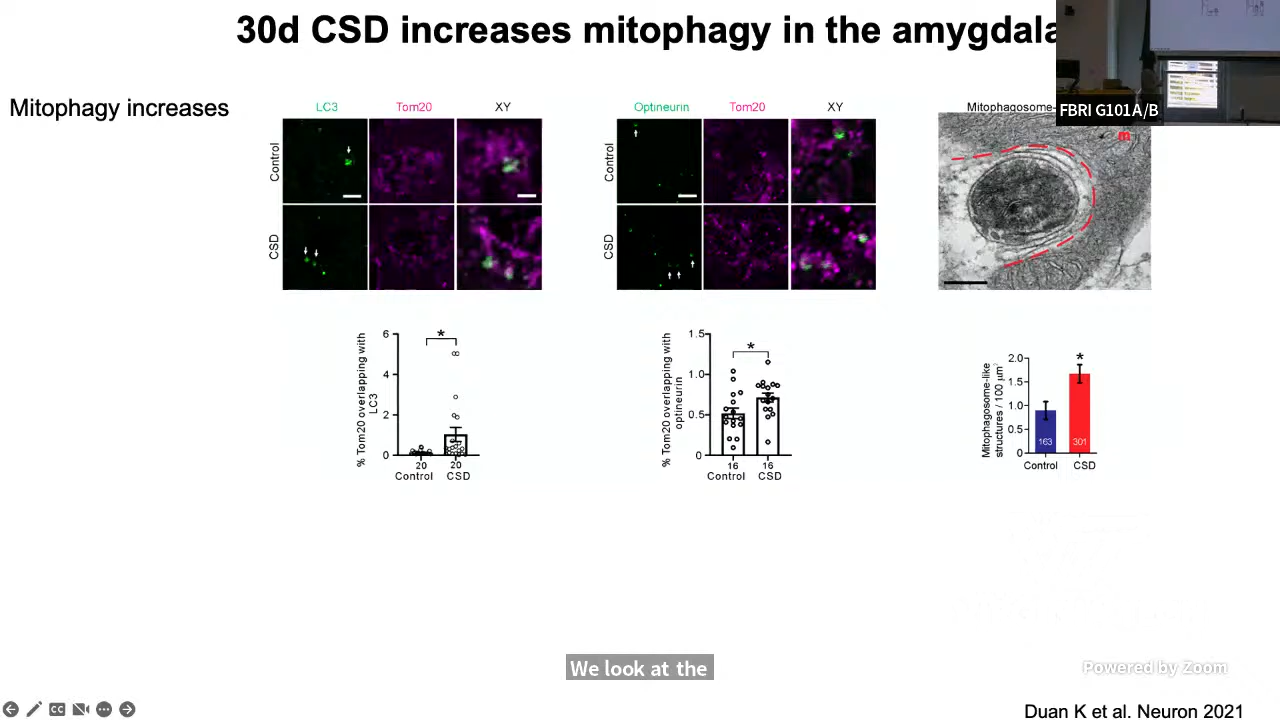 30d CSD increases mitophagy in the amygdala
Mitophagy increases
LC3
Tom20
XY
Control
CSD
Optineurin
Tom20
XY
Control
CSD
Mitophagosome-
m
FBRI G101A/B
% Tom20 overlapping with
LC3
6
4
2
0
*
20
20
Control
CSD
% Tom20 overlapping with
optineurin
1.5
1.0
0.5
0
*
16
16
Control
CSD
Mitophagosome-like
structures / 100 μm²
2.0
1.5
1.0
0.5
0
*
163
301
Control
CSD
We look at the
Powered by Zoom
Duan K et al. Neuron 2021